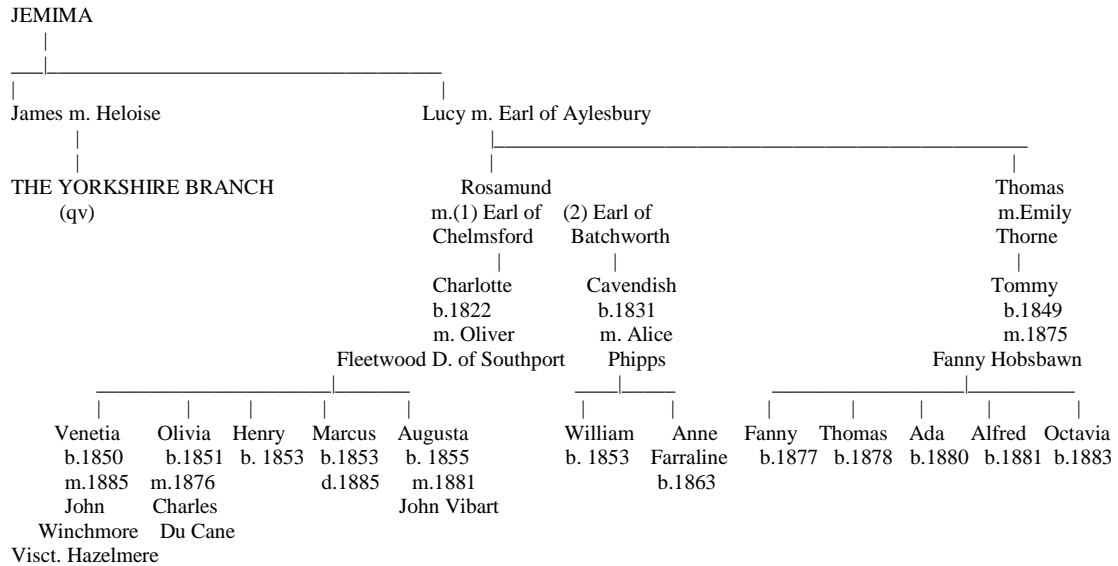 JEMIMA
James m. Heloise Lucy m. Earl of Aylesbury
THE YORKSHIRE BRANCH Rosamund Thomas
(qv) m.(1) Earl of (2) Earl of m.Emily
Chelmsford Batchworth Thorne
Charlotte Cavendish Tommy
b.1822 b.1831 b.1849
m. Oliver m. Alice m.1875
Fleetwood D. of Southport Phipps Fanny Hobsbawn
Venetia Olivia Henry Marcus Augusta William Anne Fanny Thomas Ada Alfred Octavia
b.1850 b.1851 b. 1853 b.1853 b. 1855 b. 1853 Farraline b.1877 b.1878 b.1880 b.1881 b.1883
m.1885 m.1876 d.1885 m.1881 b.1863
John Charles John Vibart
Winchmore Du Cane
Visct. Hazelmere